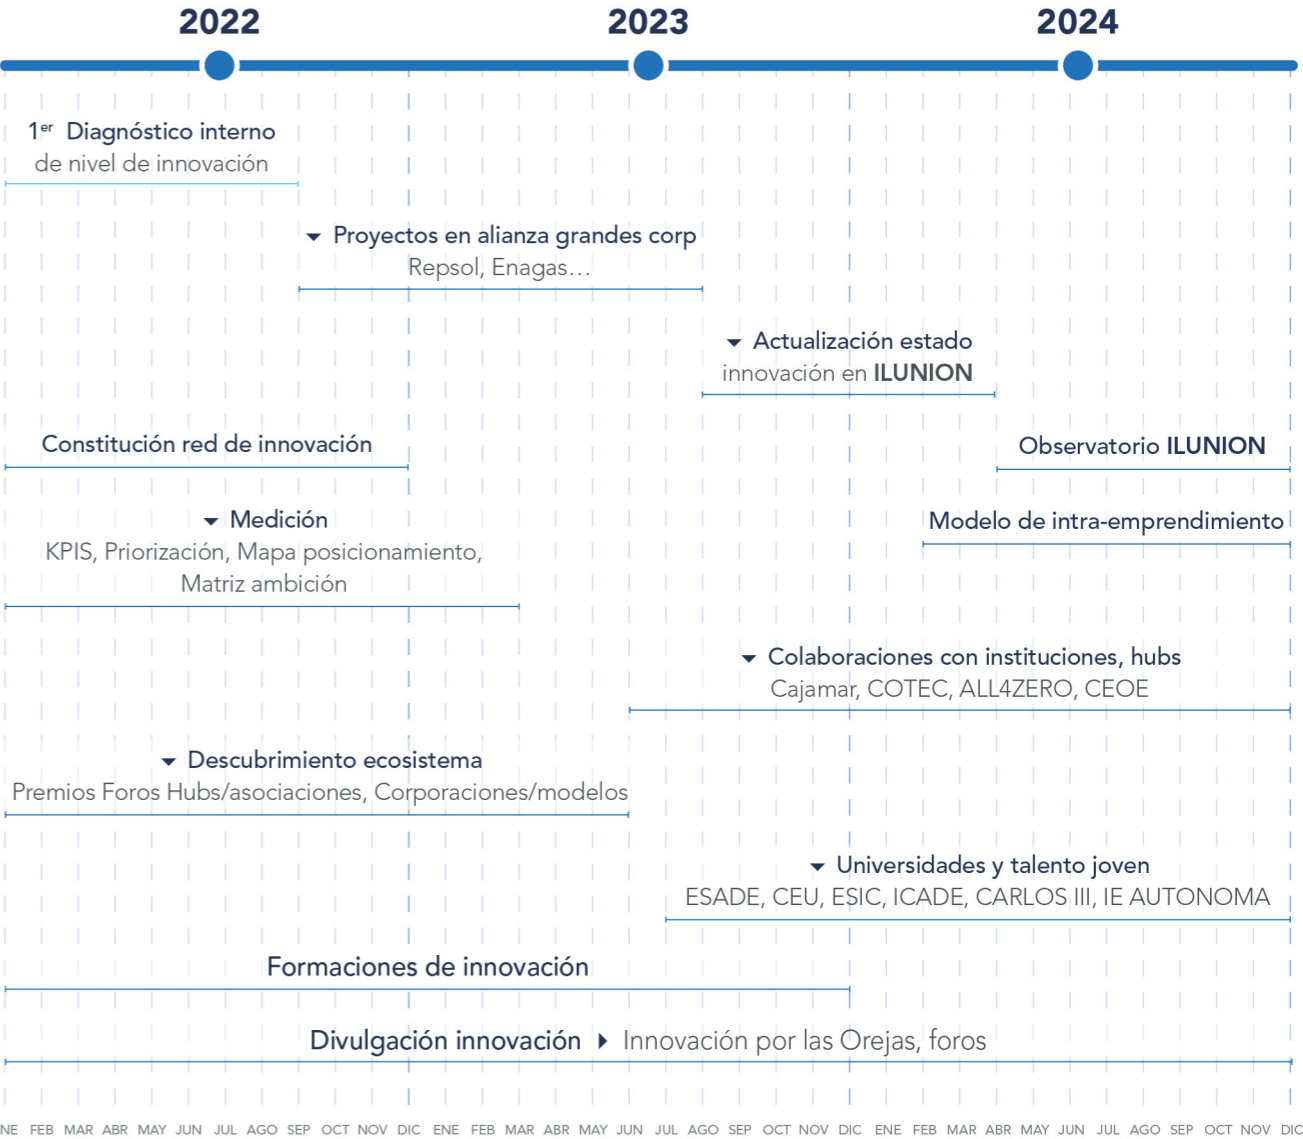 2022 2023 2024
1er Diagnóstico interno
de nivel de innovación
Proyectos en alianza grandes corp
Repsol, Enagas...
Actualización estado
innovación en ILUNION
Constitución red de innovación
Observatorio ILUNION
Medición
KPIS, Priorización, Mapa posicionamiento,
Matriz ambición
Modelo de intra-emprendimiento
Colaboraciones con instituciones, hubs
Cajamar, COTEC, ALL4ZERO, CEOE
Descubrimiento ecosistema
Premios Foros Hubs/asociaciones, Corporaciones/modelos
Universidades y talento joven
ESADE, CEU, ESIC, ICADE, CARLOS III, IE AUTONOMA
Formaciones de innovación
Divulgación innovación Innovación por las Orejas, foros
NE FEB MAR ABR MAY JUN JUL AGO SEP OCT NOV DIC ENE FEB MAR ABR MAY JUN JUL AGO SEP OCT NOV DIC ENE FEB MAR ABR MAY JUN JUL AGO SEP OCT NOV DIC